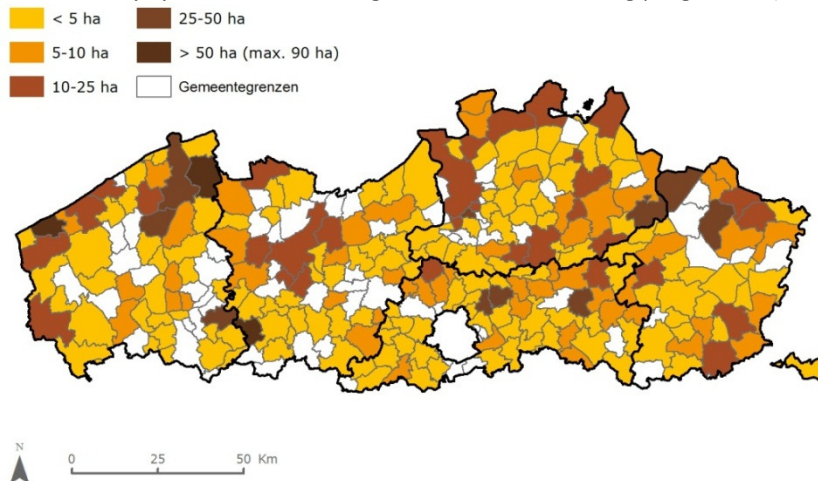 < 5 ha
25-50 ha
5-10 ha
> 50 ha (max. 90 ha)
10-25 ha
Gemeentegrenzen
N
0 25 50 Km